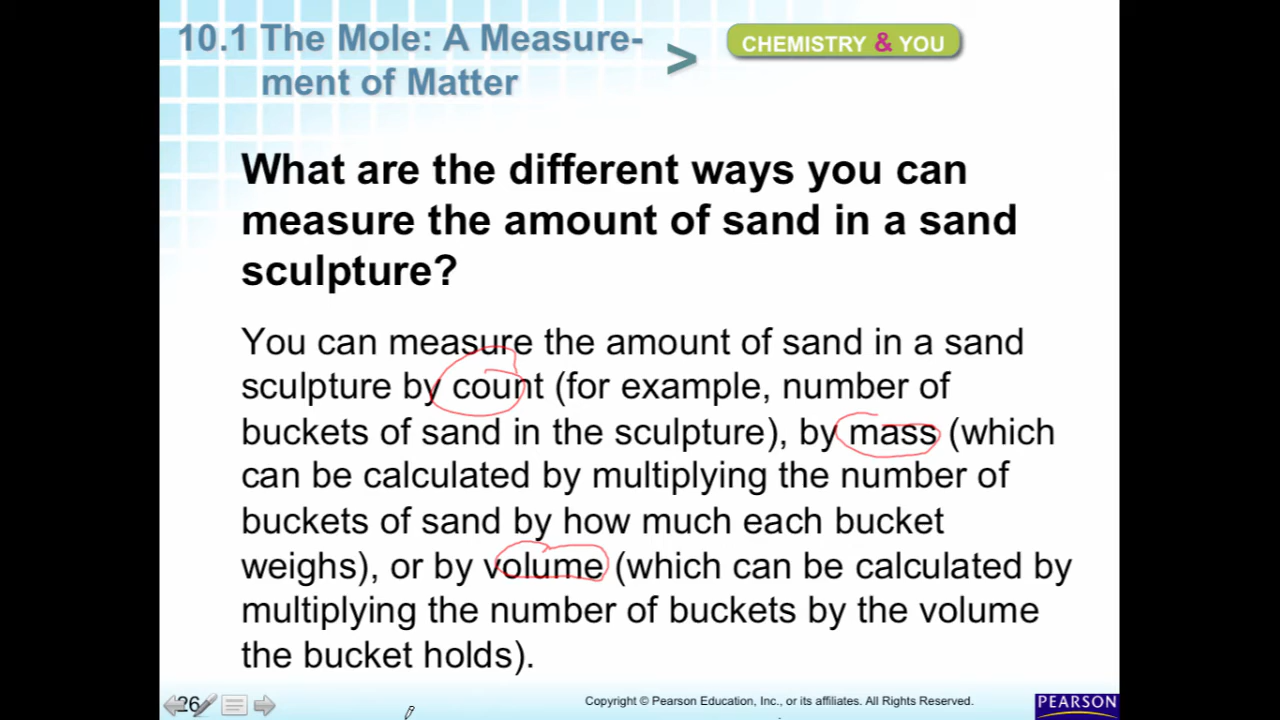 10.1 The Mole: A Measure-
ment of Matter
>
CHEMISTRY & YOU
What are the different ways you can
measure the amount of sand in a sand
sculpture?
You can measure the amount of sand in a sand
sculpture by count (for example, number of
buckets of sand in the sculpture), by mass (which
can be calculated by multiplying the number of
buckets of sand by how much each bucket
weighs), or by volume (which can be calculated by
multiplying the number of buckets by the volume
the bucket holds).
26
Copyright © Pearson Education, Inc., or its affiliates. All Rights Reserved.
PEARSON